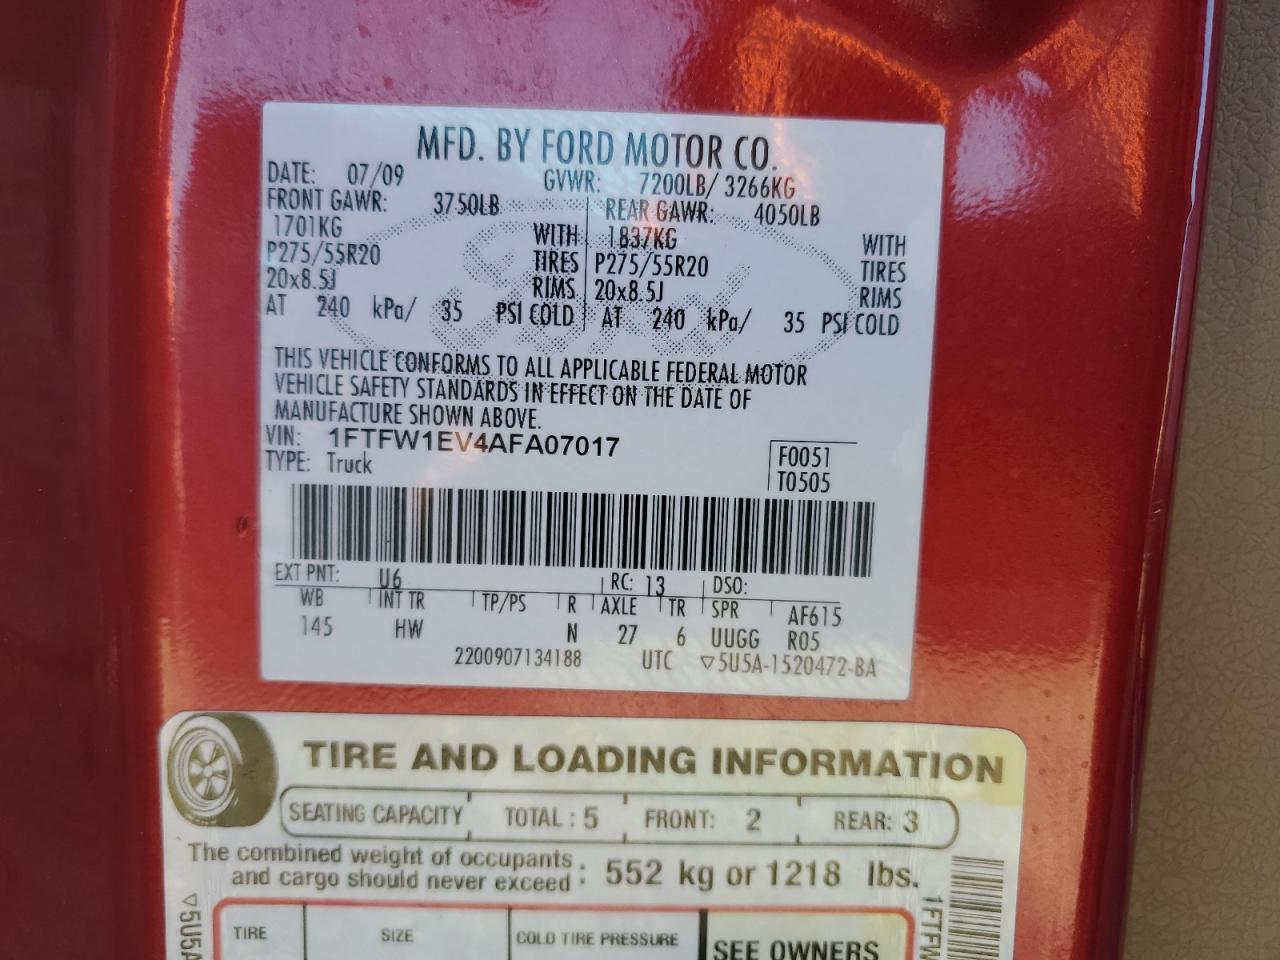 MFD. BY FORD MOTOR CO.
DATE: 07/09 GVWR: 7200LB/ 3266KG
FRONT GAWR: 3750LB REAR GAWR: 4050LB
1701KG WITH 1837KG WITH
P275/55R20 TIRES P275/55R20 TIRES
20x8.5J RIMS 20x8.5J RIMS
AT 240 kPa/ 35 PSI COLD AT 240 kPa/ 35 PSI COLD
THIS VEHICLE CONFORMS TO ALL APPLICABLE FEDERAL MOTOR
VEHICLE SAFETY STANDARDS IN EFFECT ON THE DATE OF
MANUFACTURE SHOWN ABOVE.
VIN: 1FTFW1EV4AFA07017
TYPE: Truck
F0051
T0505
EXT PNT: U6 RC: 13 DSO:
WB INT TR TP/PS R AXLE TR SPR AF615
145 HW N 27 6 UUGG R05
2200907134188 UTC ▽5U5A-1520472-BA
TIRE AND LOADING INFORMATION
SEATING CAPACITY TOTAL : 5 FRONT: 2 REAR: 3
The combined weight of occupants
and cargo should never exceed : 552 kg or 1218 lbs.
TIRE SIZE COLD TIRE PRESSURE SEE OWNERS
▽5U5A
1FTFW